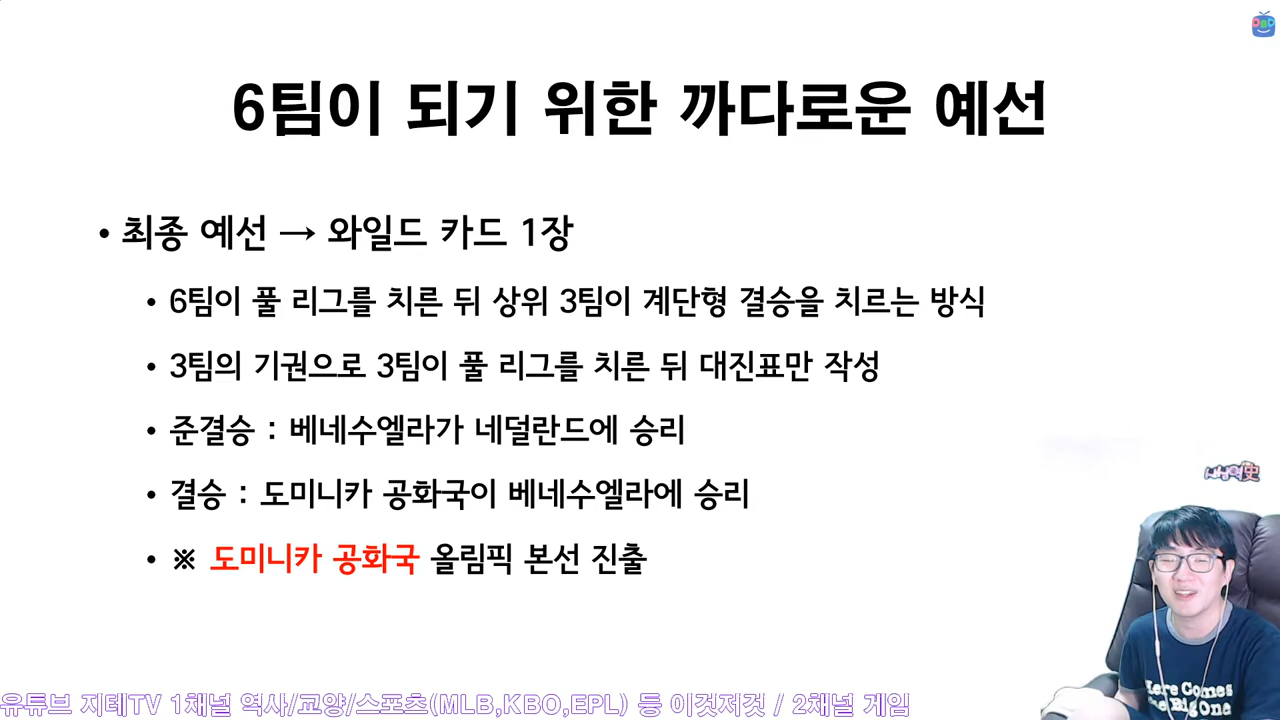 6팀이 되기 위한 까다로운 예선
• 최종 예선 → 와일드 카드 1장
• 6팀이 풀 리그를 치른 뒤 상위 3팀이 계단형 결승을 치르는 방식
• 3팀의 기권으로 3팀이 풀 리그를 치른 뒤 대진표만 작성
• 준결승 : 베네수엘라가 네덜란드에 승리
• 결승 : 도미니카 공화국이 베네수엘라에 승리
• ※ 도미니카 공화국 올림픽 본선 진출
Here Comes
the Big One
유튜브 지테TV 1채널 역사/교양/스포츠(MLB,KBO,EPL) 등 이것저것 / 2채널 게임